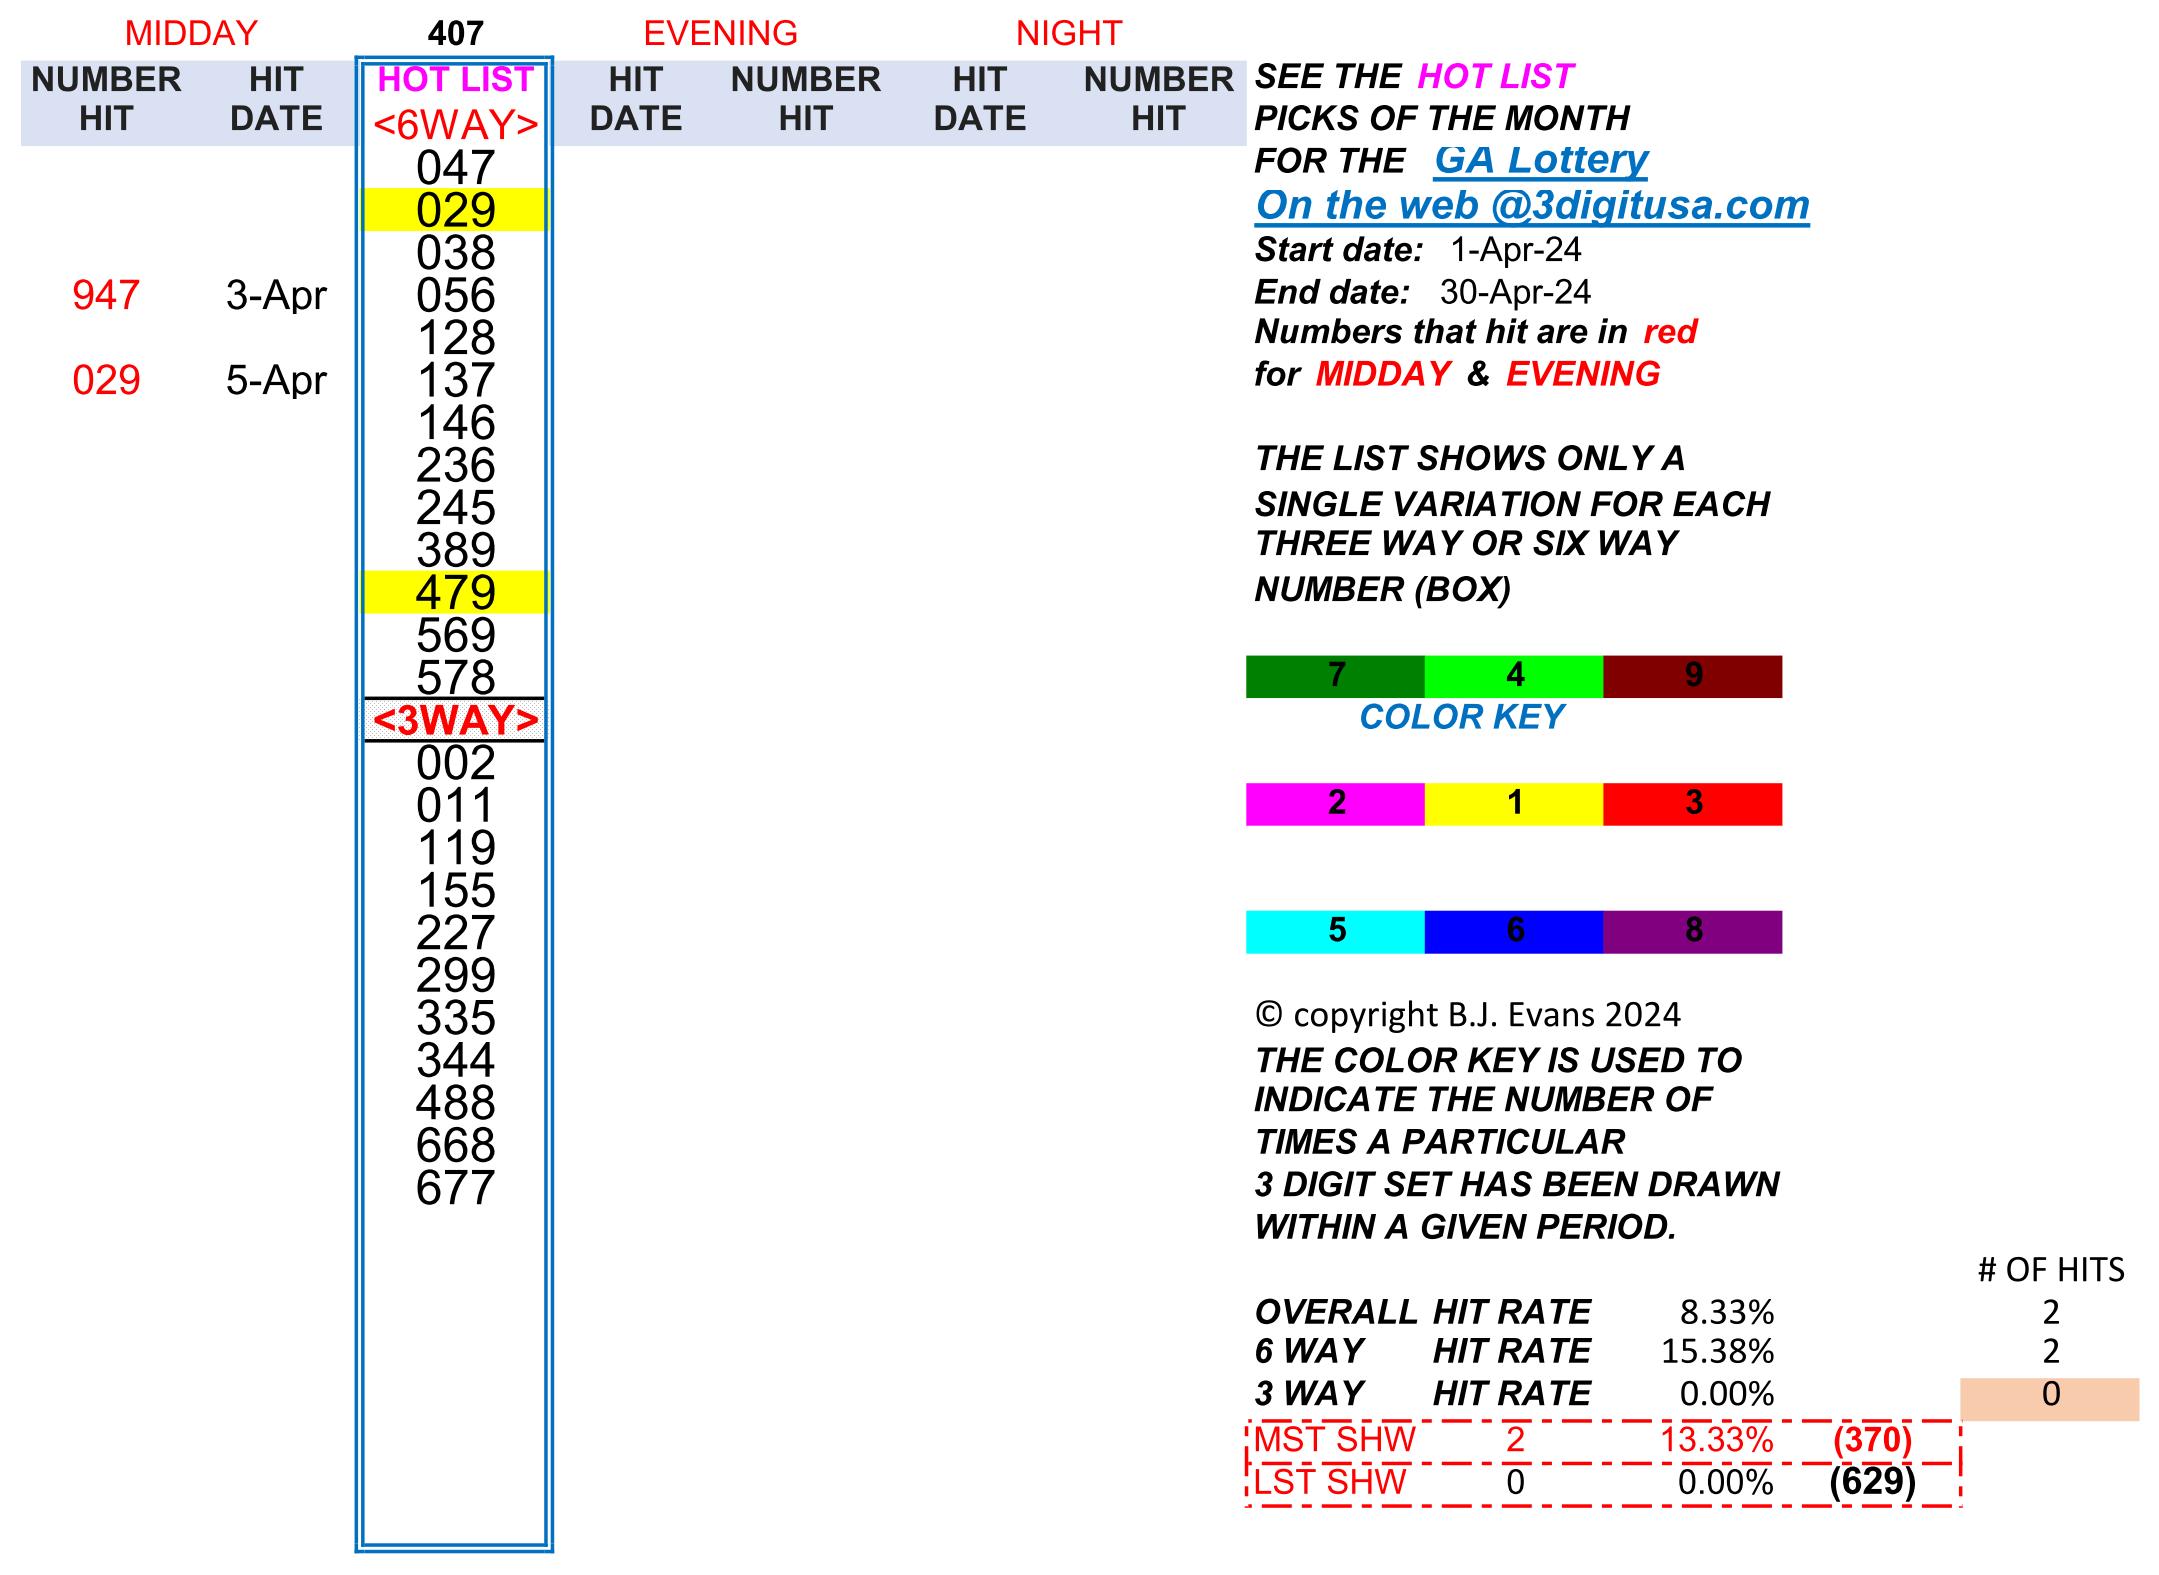 MIDDAY 407 EVENING NIGHT
NUMBER HIT HOT LIST HIT NUMBER HIT NUMBER
HIT DATE <6WAY> DATE HIT DATE HIT
047
029
038
947 3-Apr 056
128
029 5-Apr 137
146
236
245
389
479
569
578
<3WAY>
002
011
119
155
227
299
335
344
488
668
677
SEE THE HOT LIST
PICKS OF THE MONTH
FOR THE GA Lottery
On the web @3digitusa.com
Start date: 1-Apr-24
End date: 30-Apr-24
Numbers that hit are in red
for MIDDAY & EVENING
THE LIST SHOWS ONLY A
SINGLE VARIATION FOR EACH
THREE WAY OR SIX WAY
NUMBER (BOX)
7 4 9
COLOR KEY
2 1 3
5 6 8
© copyright B.J. Evans 2024
THE COLOR KEY IS USED TO
INDICATE THE NUMBER OF
TIMES A PARTICULAR
3 DIGIT SET HAS BEEN DRAWN
WITHIN A GIVEN PERIOD.
# OF HITS
OVERALL HIT RATE 8.33% 2
6 WAY HIT RATE 15.38% 2
3 WAY HIT RATE 0.00% 0
MST SHW 2 13.33% (370)
LST SHW 0 0.00% (629)